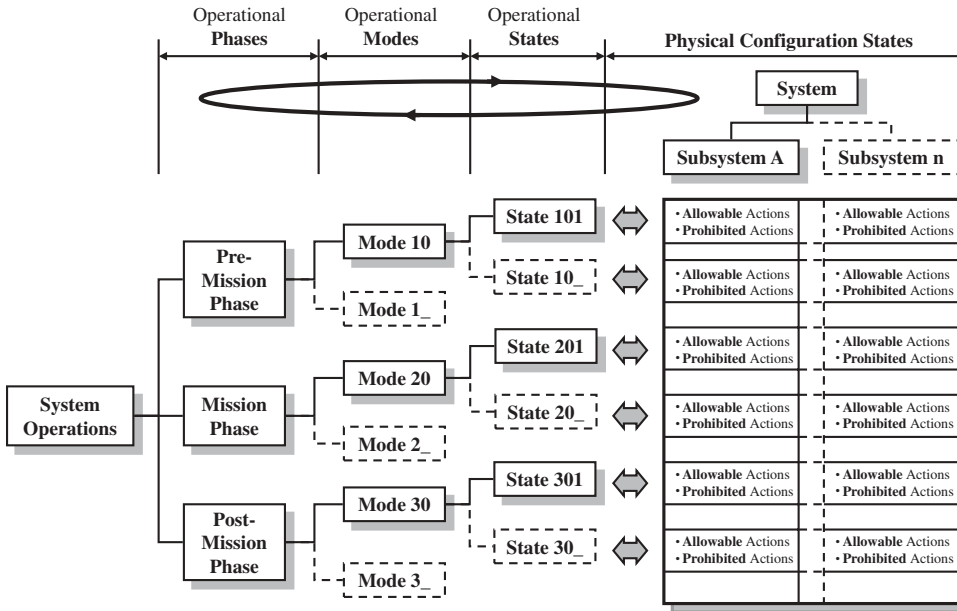 Operational
Phases
Operational
Modes
Operational
States
Physical Configuration States
System
Subsystem A
Subsystem n
System
Operations
Pre-
Mission
Phase
Mode 10
Mode 1_
State 101
• Allowable Actions
• Prohibited Actions
• Allowable Actions
• Prohibited Actions
State 10_
• Allowable Actions
• Prohibited Actions
• Allowable Actions
• Prohibited Actions
Mission
Phase
Mode 20
Mode 2_
State 201
• Allowable Actions
• Prohibited Actions
• Allowable Actions
• Prohibited Actions
State 20_
• Allowable Actions
• Prohibited Actions
• Allowable Actions
• Prohibited Actions
Post-
Mission
Phase
Mode 30
Mode 3_
State 301
• Allowable Actions
• Prohibited Actions
• Allowable Actions
• Prohibited Actions
State 30_
• Allowable Actions
• Prohibited Actions
• Allowable Actions
• Prohibited Actions